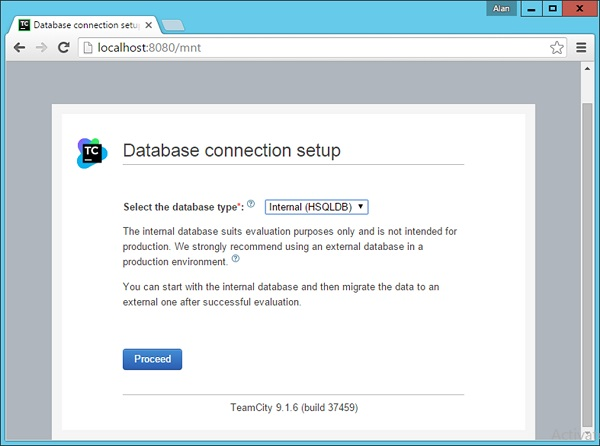 Alan
Database connection setu
localhost:8080/mnt
TC
Database connection setup
Select the database type*: Internal (HSQLDB)
The internal database suits evaluation purposes only and is not intended for
production. We strongly recommend using an external database in a
production environment.
You can start with the internal database and then migrate the data to an
external one after successful evaluation.
Proceed
TeamCity 9.1.6 (build 37459)
Activa